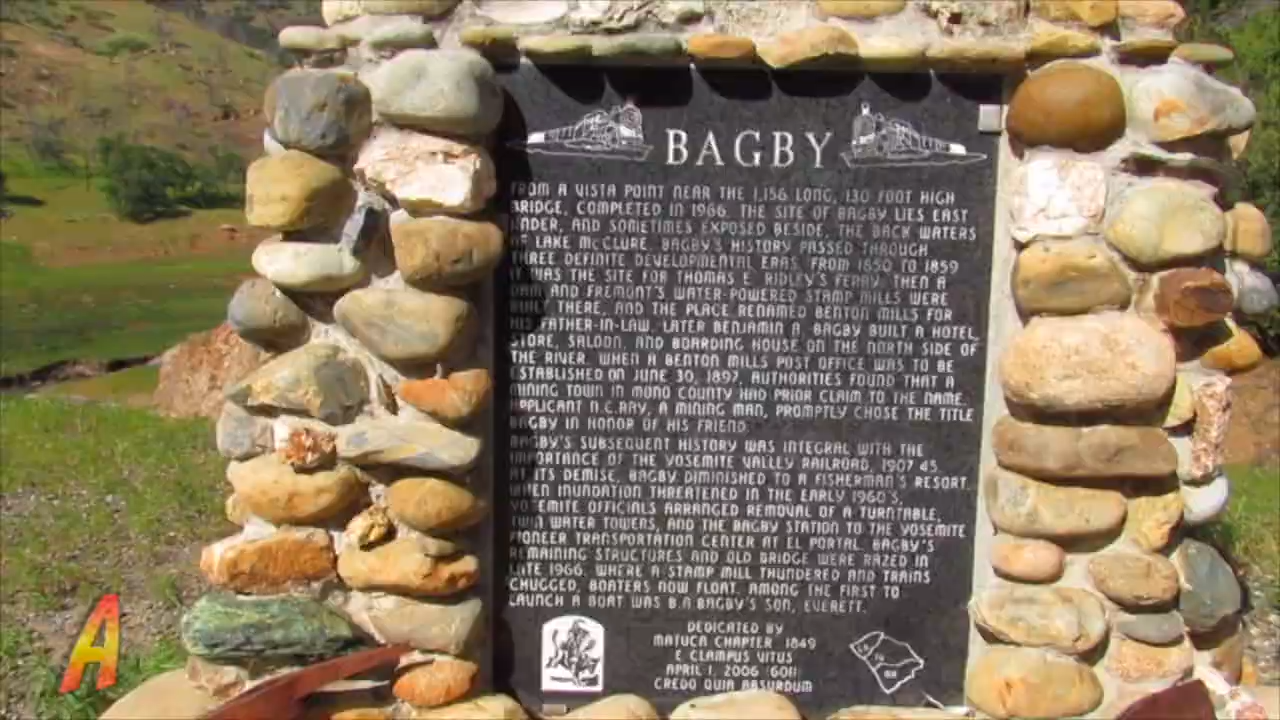 BAGBY
FROM A VISTA POINT NEAR THE 1,156 LONG, 130 FOOT HIGH
BRIDGE, COMPLETED IN 1966. THE SITE OF BAGBY LIES EAST
UNDER, AND SOMETIMES EXPOSED BESIDE, THE BACK WATERS
OF LAKE McCLURE. BAGBY'S HISTORY PASSED THROUGH
THREE DEFINITE DEVELOPMENTAL ERAS. FROM 1850 TO 1859
IT WAS THE SITE FOR THOMAS E. RIDLEY'S FERRY. THEN A
DAM AND FREMONT'S WATER-POWERED STAMP MILLS WERE
BUILT THERE, AND THE PLACE RENAMED BENTON MILLS FOR
HIS FATHER-IN-LAW. LATER BENJAMIN A. BAGBY BUILT A HOTEL,
STORE, SALOON, AND BOARDING HOUSE ON THE NORTH SIDE OF
THE RIVER. WHEN A BENTON MILLS POST OFFICE WAS TO BE
ESTABLISHED ON JUNE 30, 1897, AUTHORITIES FOUND THAT A
MINING TOWN IN MONO COUNTY HAD PRIOR CLAIM TO THE NAME.
APPLICANT N.C.RAY, A MINING MAN, PROMPTLY CHOSE THE TITLE
BAGBY IN HONOR OF HIS FRIEND.
BAGBY'S SUBSEQUENT HISTORY WAS INTEGRAL WITH THE
IMPORTANCE OF THE YOSEMITE VALLEY RAILROAD, 1907-45.
AT ITS DEMISE, BAGBY DIMINISHED TO A FISHERMAN'S RESORT.
WHEN INUNDATION THREATENED IN THE EARLY 1960'S,
YOSEMITE OFFICIALS ARRANGED REMOVAL OF A TURNTABLE,
TWIN WATER TOWERS, AND THE BAGBY STATION TO THE YOSEMITE
PIONEER TRANSPORTATION CENTER AT EL PORTAL. BAGBY'S
REMAINING STRUCTURES AND OLD BRIDGE WERE RAZED IN
LATE 1966. WHERE A STAMP MILL THUNDERED AND TRAINS
CHUGGED, BOATERS NOW FLOAT. AMONG THE FIRST TO
LAUNCH A BOAT WAS B.A BAGBY'S SON, EVERETT.
DEDICATED BY
MATUCA CHAPTER 1849
E CLAMPUS VITUS
APRIL 1, 2006 (6011)
CREDO QUIA ABSURDUM
A